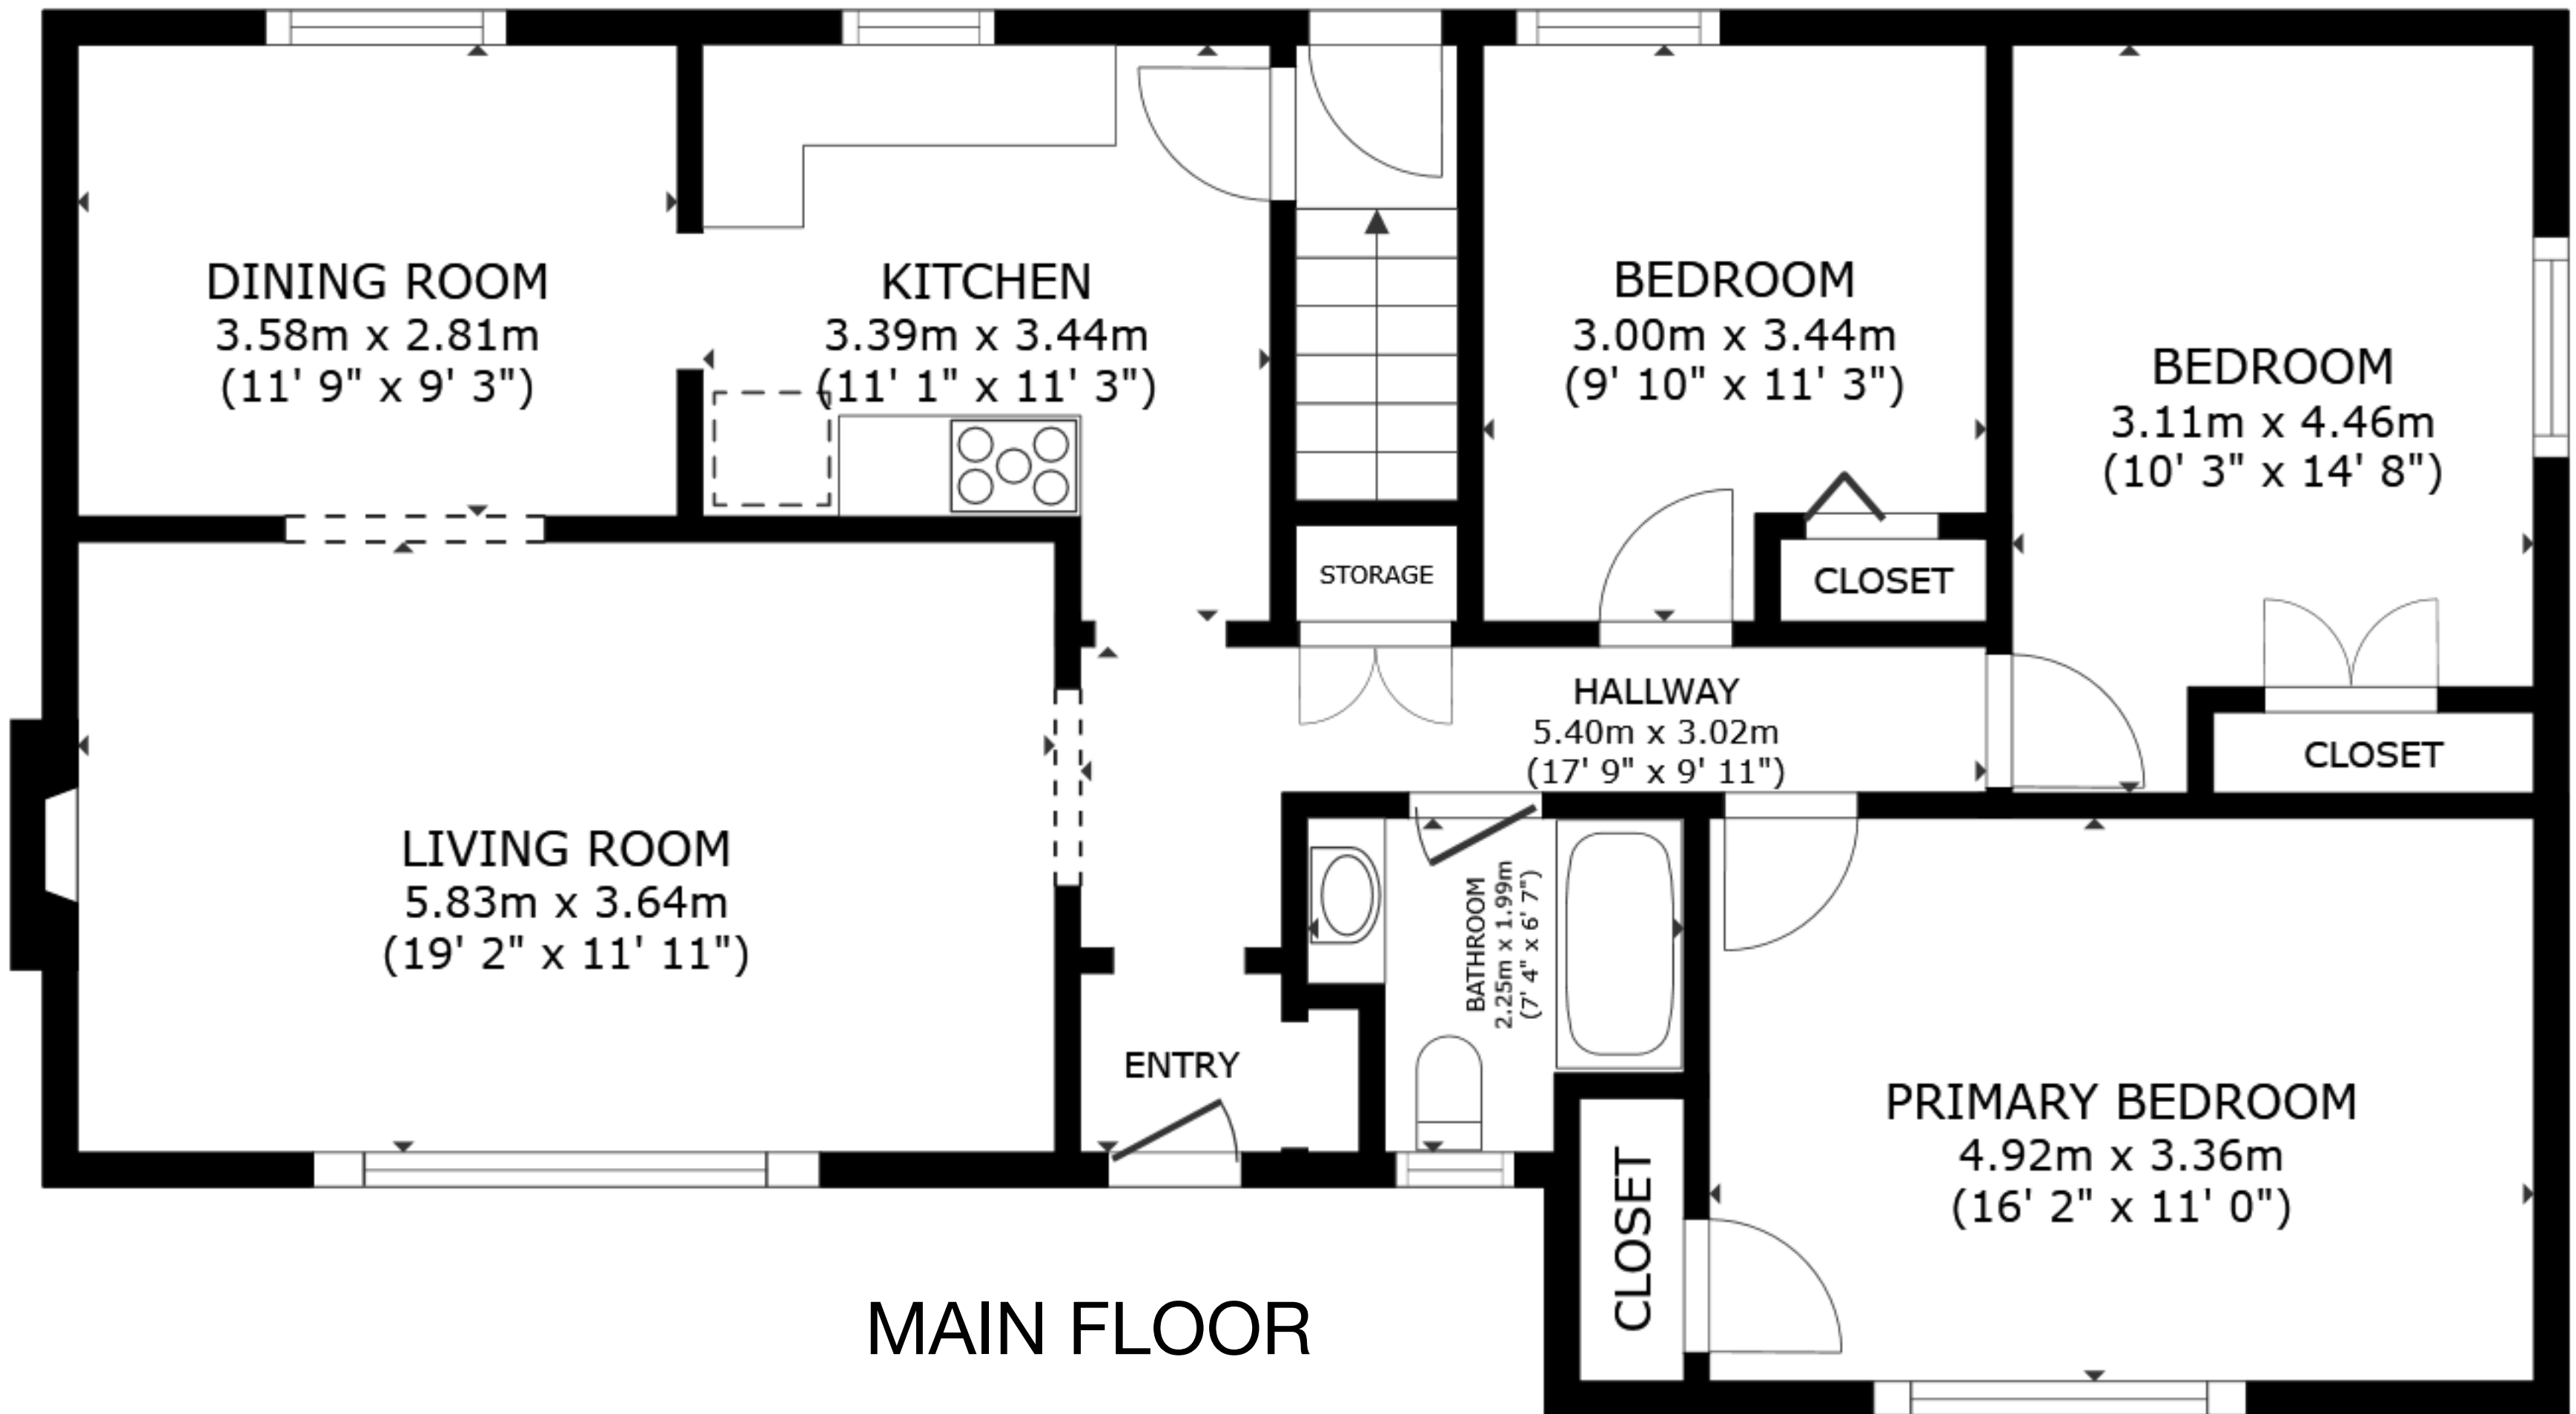 DINING ROOM
3.58m x 2.81m
(11' 9" x 9' 3")
KITCHEN
3.39m x 3.44m
(11' 1" x 11' 3")
BEDROOM
3.00m x 3.44m
(9' 10" x 11' 3")
BEDROOM
3.11m x 4.46m
(10' 3" x 14' 8")
STORAGE
CLOSET
HALLWAY
5.40m x 3.02m
(17' 9" x 9' 11")
CLOSET
LIVING ROOM
5.83m x 3.64m
(19' 2" x 11' 11")
BATHROOM
2.25m x 1.99m
(7' 4" x 6' 7")
ENTRY
PRIMARY BEDROOM
4.92m x 3.36m
(16' 2" x 11' 0")
CLOSET
MAIN FLOOR